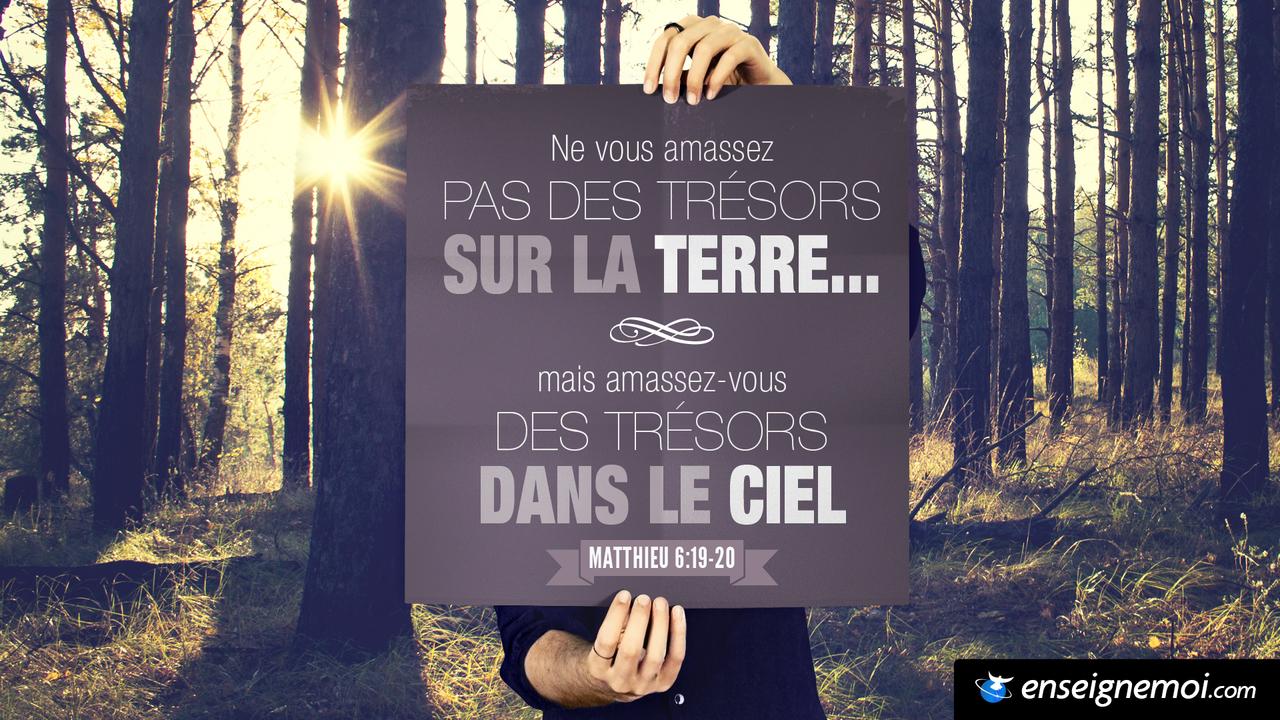 Ne vous amassez
PAS DES TRÉSORS
SUR LA TERRE...
mais amassez-vous
DES TRÉSORS
DANS LE CIEL
MATTHIEU 6:19-20
enseignemoi.com